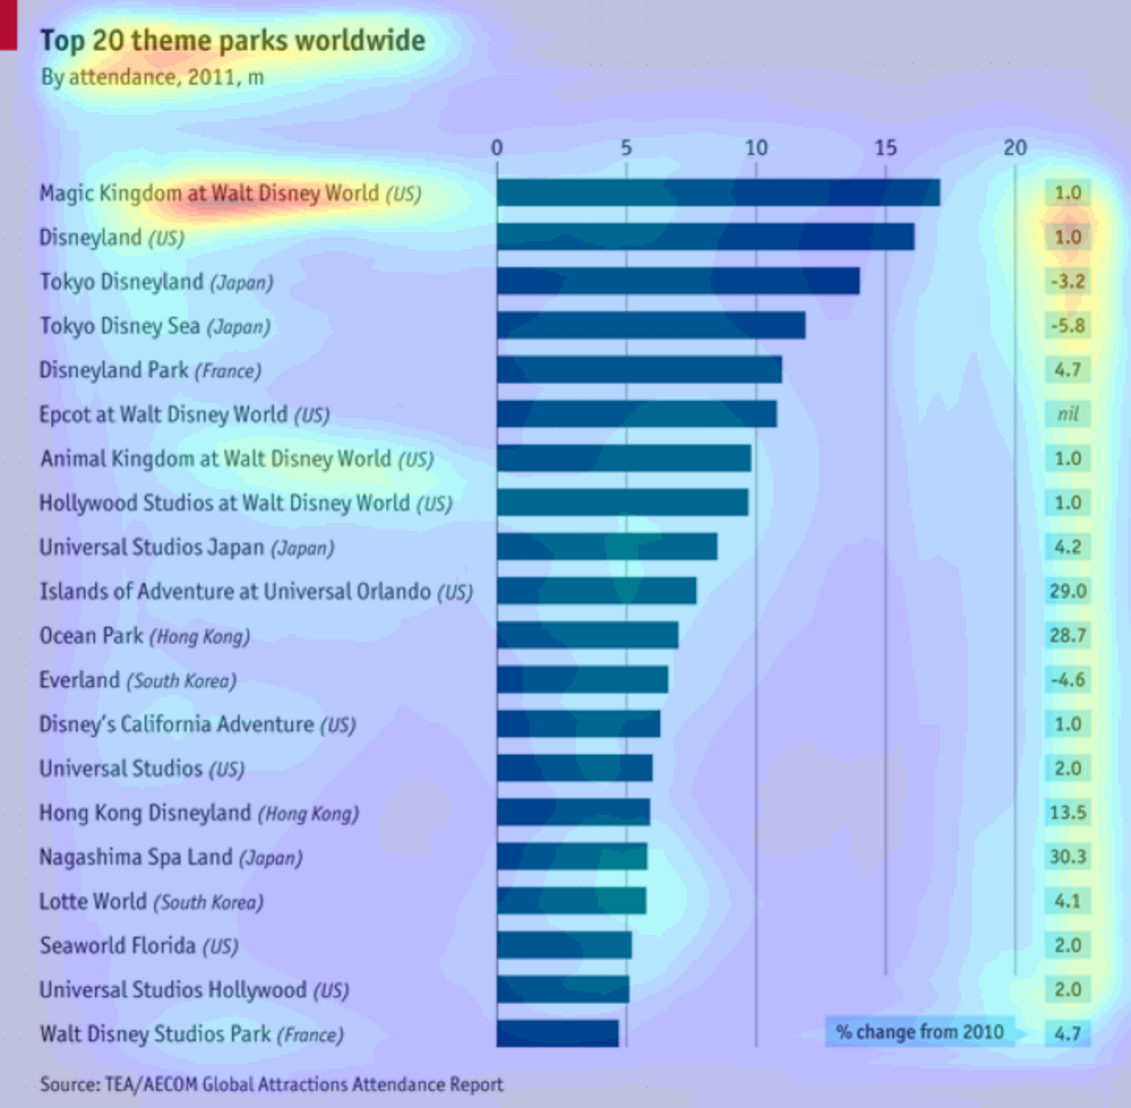 Top 20 theme parks worldwide
By attendance, 2011, m
0 5 10 15 20
Magic Kingdom at Walt Disney World (US) 1.0
Disneyland (US) 1.0
Tokyo Disneyland (Japan) -3.2
Tokyo Disney Sea (Japan) -5.8
Disneyland Park (France) 4.7
Epcot at Walt Disney World (US) nil
Animal Kingdom at Walt Disney World (US) 1.0
Hollywood Studios at Walt Disney World (US) 1.0
Universal Studios Japan (Japan) 4.2
Islands of Adventure at Universal Orlando (US) 29.0
Ocean Park (Hong Kong) 28.7
Everland (South Korea) -4.6
Disney's California Adventure (US) 1.0
Universal Studios (US) 2.0
Hong Kong Disneyland (Hong Kong) 13.5
Nagashima Spa Land (Japan) 30.3
Lotte World (South Korea) 4.1
Seaworld Florida (US) 2.0
Universal Studios Hollywood (US) 2.0
Walt Disney Studios Park (France) % change from 2010 4.7
Source: TEA/AECOM Global Attractions Attendance Report